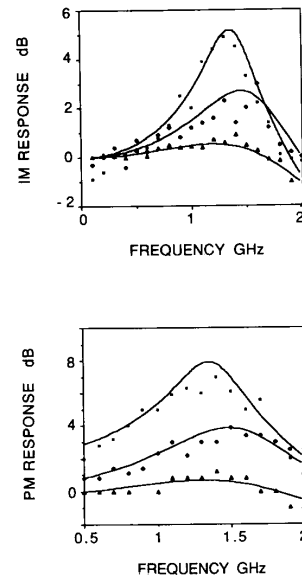 6
4
2
0
-2
IM RESPONSE dB
0 1 2
FREQUENCY GHz
8
4
0
PM RESPONSE dB
0.5 1 1.5 2
FREQUENCY GHz